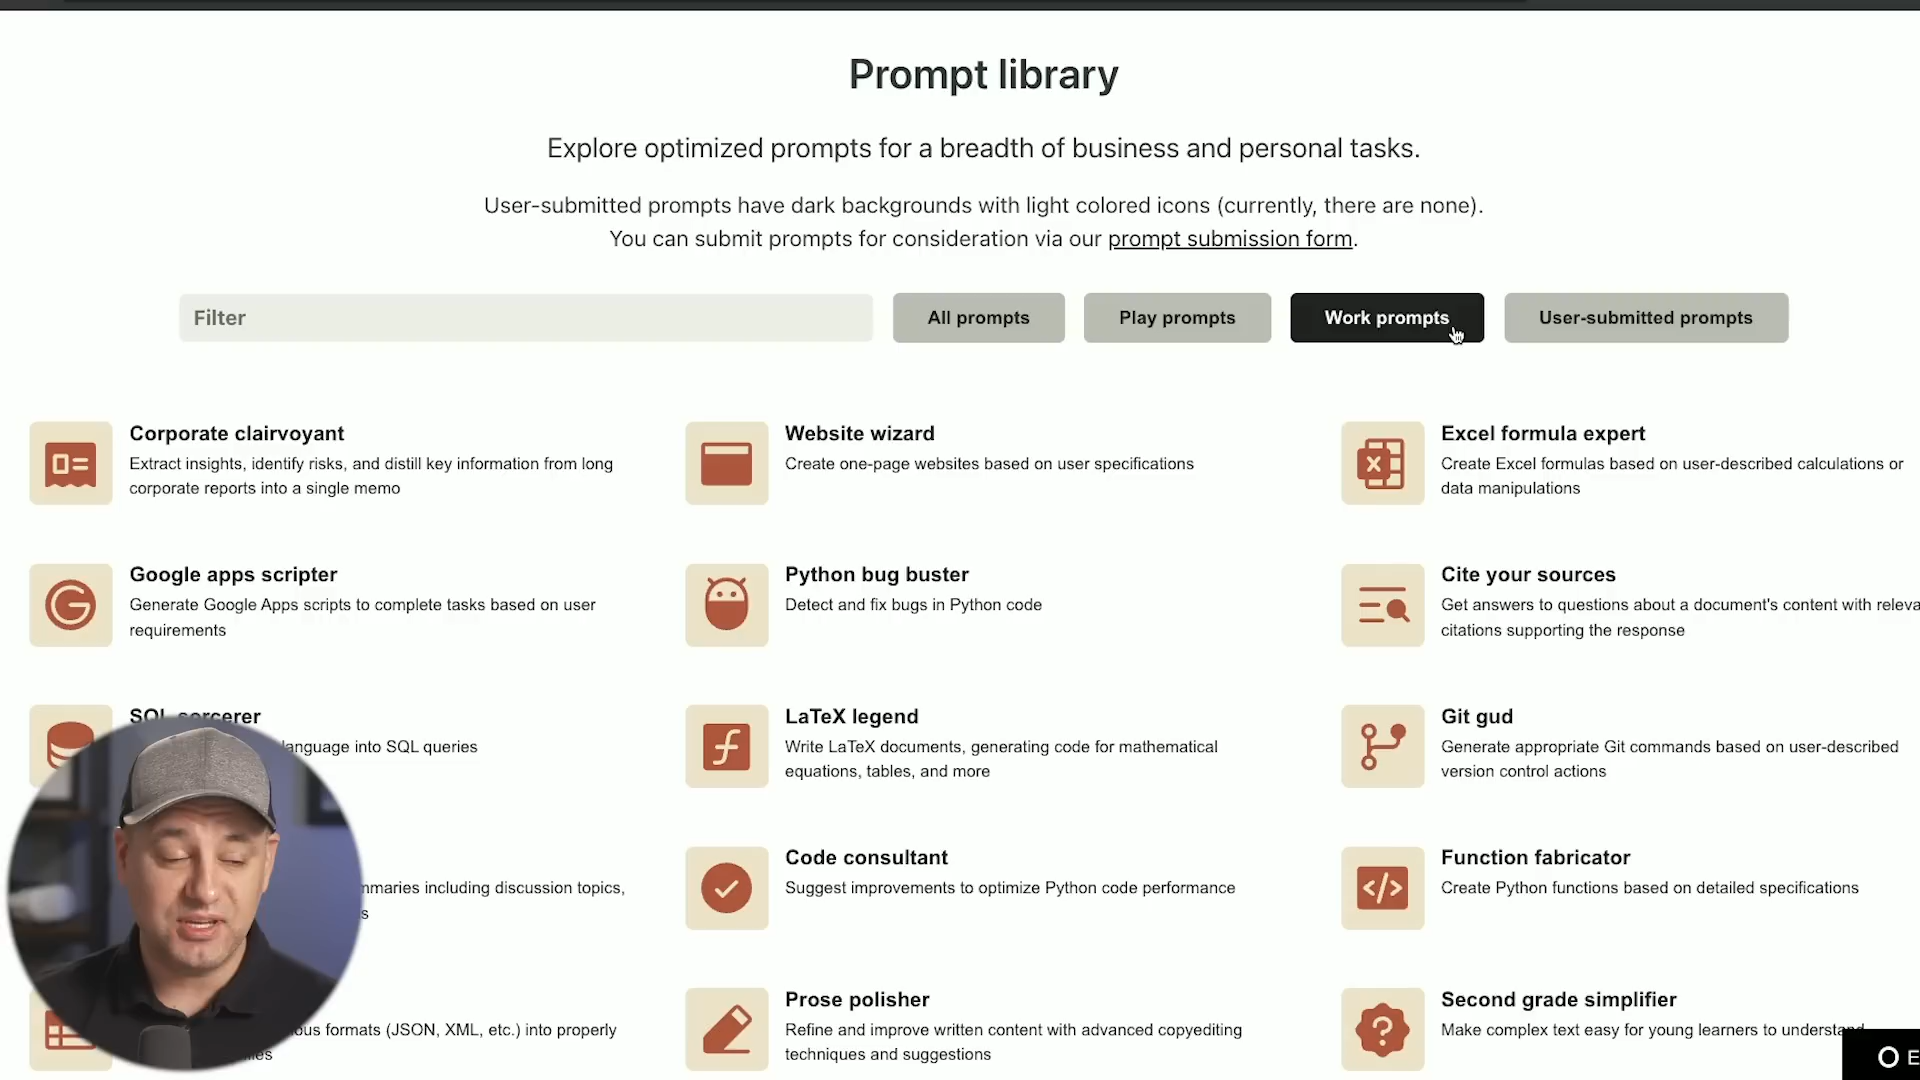 Prompt library
Explore optimized prompts for a breadth of business and personal tasks.
User-submitted prompts have dark backgrounds with light colored icons (currently, there are none).
You can submit prompts for consideration via our prompt submission form.
Filter
All prompts
Play prompts
Work prompts
User-submitted prompts
Corporate clairvoyant
Extract insights, identify risks, and distill key information from long
corporate reports into a single memo
Website wizard
Create one-page websites based on user specifications
Excel formula expert
Create Excel formulas based on user-described calculations or
data manipulations
Google apps scripter
Generate Google Apps scripts to complete tasks based on user
requirements
Python bug buster
Detect and fix bugs in Python code
Cite your sources
Get answers to questions about a document's content with
citations supporting the response
SQL sorcerer
language into SQL queries
LaTeX legend
Write LaTeX documents, generating code for mathematical
equations, tables, and more
Git gud
Generate appropriate Git commands based on user-described
version control actions
including discussion topics,
Code consultant
Suggest improvements to optimize Python code performance
Function fabricator
Create Python functions based on detailed specifications
formats (JSON, XML, etc.) into properly
Prose polisher
Refine and improve written content with advanced copyediting
techniques and suggestions
Second grade simplifier
Make complex text easy for young learners to understand